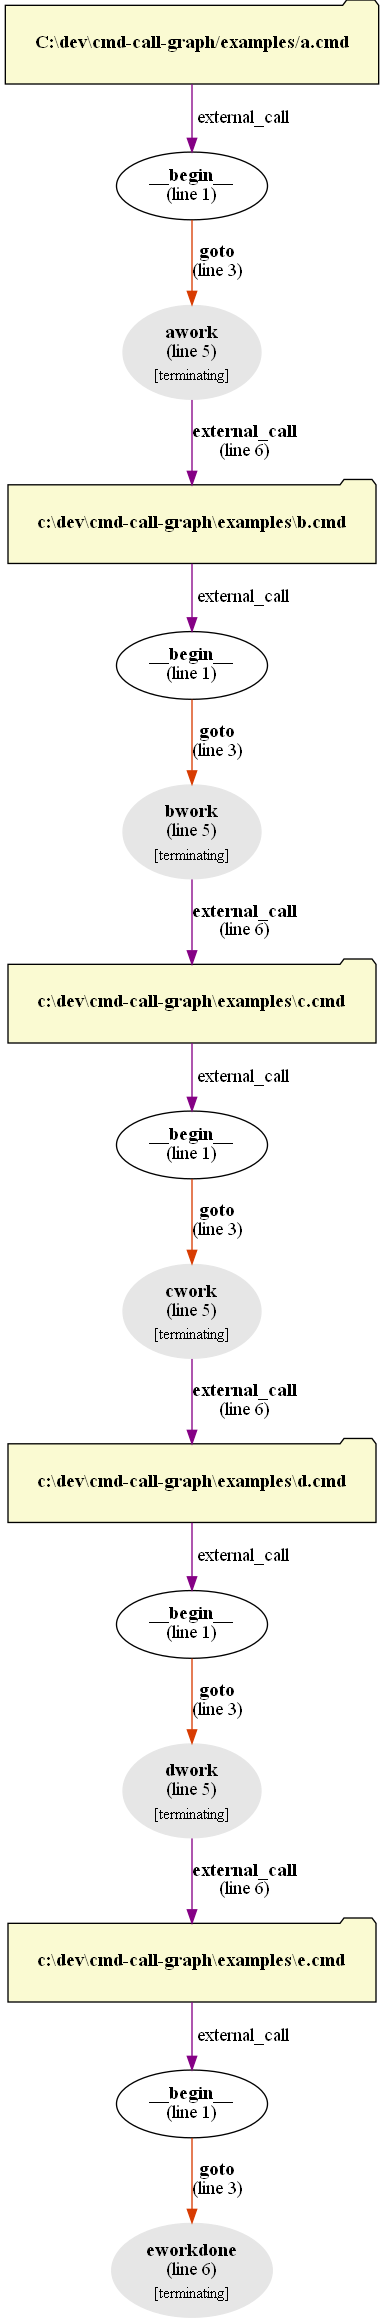 C:\dev\cmd-call-graph/examples/a.cmd
external_call
__begin__
(line 1)
goto
(line 3)
awork
(line 5)
[terminating]
external_call
(line 6)
c:\dev\cmd-call-graph\examples\b.cmd
external_call
__begin__
(line 1)
goto
(line 3)
bwork
(line 5)
[terminating]
external_call
(line 6)
c:\dev\cmd-call-graph\examples\c.cmd
external_call
__begin__
(line 1)
goto
(line 3)
cwork
(line 5)
[terminating]
external_call
(line 6)
c:\dev\cmd-call-graph\examples\d.cmd
external_call
__begin__
(line 1)
goto
(line 3)
dwork
(line 5)
[terminating]
external_call
(line 6)
c:\dev\cmd-call-graph\examples\e.cmd
external_call
__begin__
(line 1)
goto
(line 3)
eworkdone
(line 6)
[terminating]